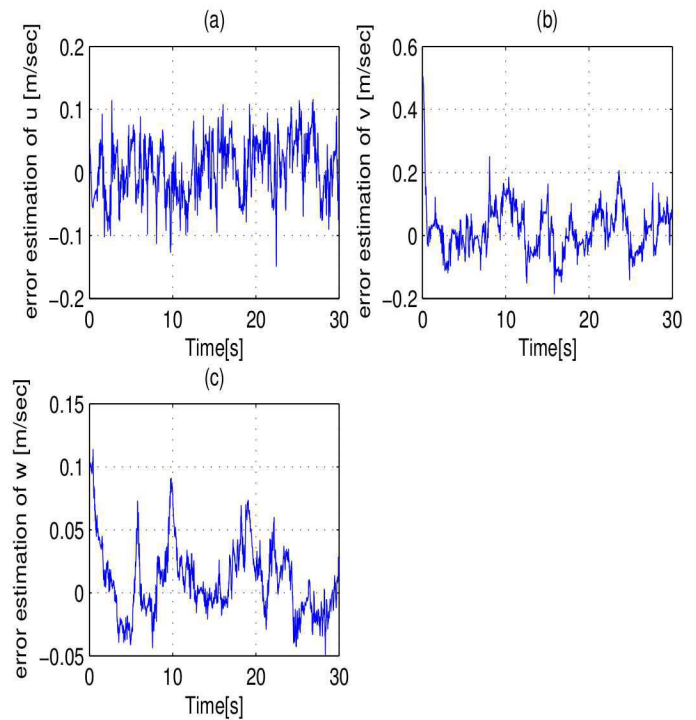 (a)
error estimation of u [m/sec]
0.2
0.1
0
−0.1
−0.2
0 10 20 30
Time[s]
(b)
error estimation of v [m/sec]
0.6
0.4
0.2
0
−0.2
0 10 20 30
Time[s]
(c)
error estimation of w [m/sec]
0.15
0.1
0.05
0
−0.05
0 10 20 30
Time[s]